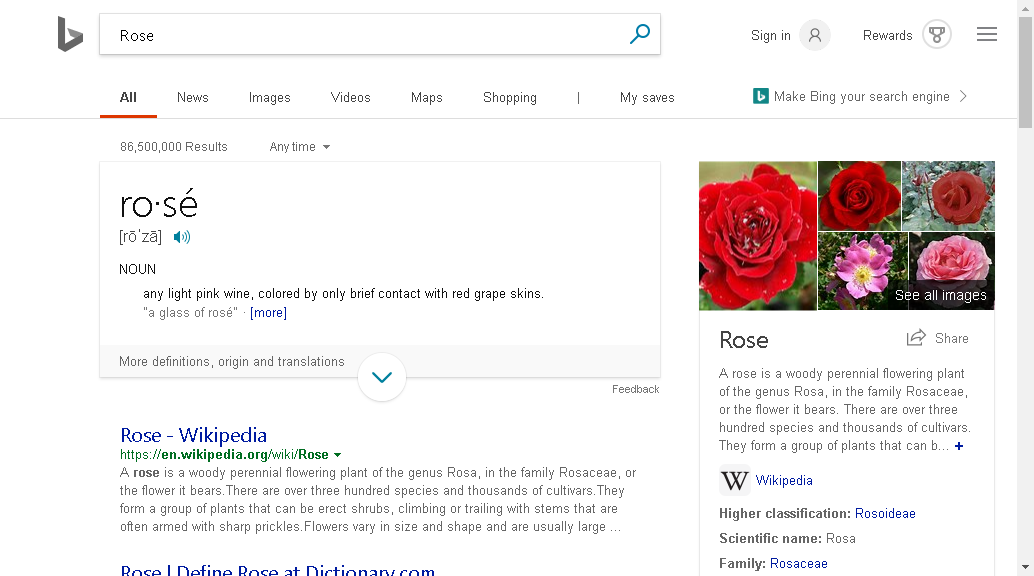 Rose
Sign in
Rewards
All
News
Images
Videos
Maps
Shopping
|
My saves
Make Bing your search engine
86,500,000 Results
Any time
ro·sé
[rōˈzā]
NOUN
any light pink wine, colored by only brief contact with red grape skins.
"a glass of rosé" · [more]
More definitions, origin and translations
Feedback
Rose - Wikipedia
https://en.wikipedia.org/wiki/Rose
A rose is a woody perennial flowering plant of the genus Rosa, in the family Rosaceae, or
the flower it bears.There are over three hundred species and thousands of cultivars.They
form a group of plants that can be erect shrubs, climbing or trailing with stems that are
often armed with sharp prickles.Flowers vary in size and shape and are usually large ...
Rose | Define Rose at Dictionary.com
See all images
Rose
Share
A rose is a woody perennial flowering plant
of the genus Rosa, in the family Rosaceae,
or the flower it bears. There are over three
hundred species and thousands of cultivars.
They form a group of plants that can b... +
W Wikipedia
Higher classification: Rosoideae
Scientific name: Rosa
Family: Rosaceae